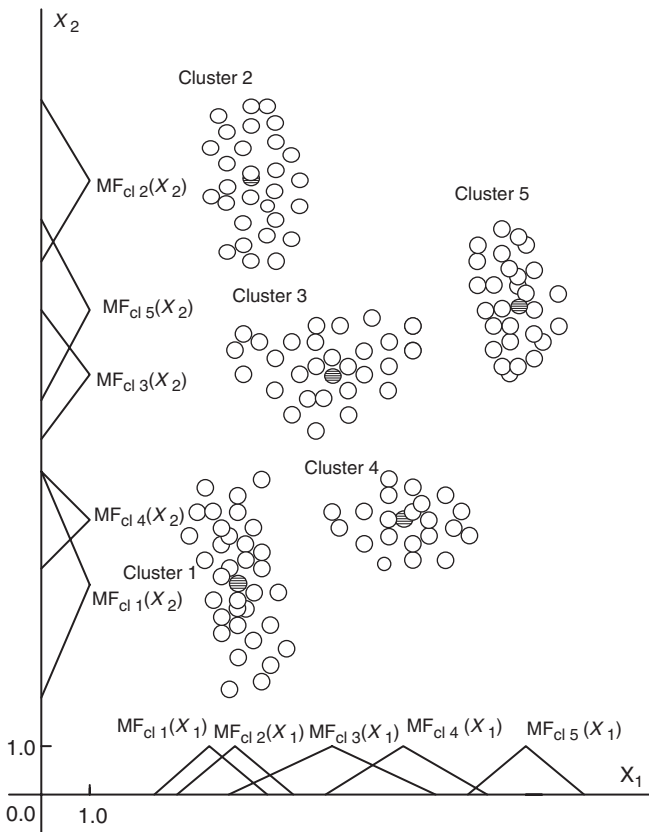 X2
Cluster 2
MFcl 2(X2)
Cluster 5
Cluster 3
MFcl 5(X2)
MFcl 3(X2)
Cluster 4
MFcl 4(X2)
Cluster 1
MFcl 1(X2)
MFcl 1(X1)
MFcl 2(X1)
MFcl 3(X1)
MFcl 4 (X1)
MFcl 5 (X1)
1.0
X1
0.0
1.0